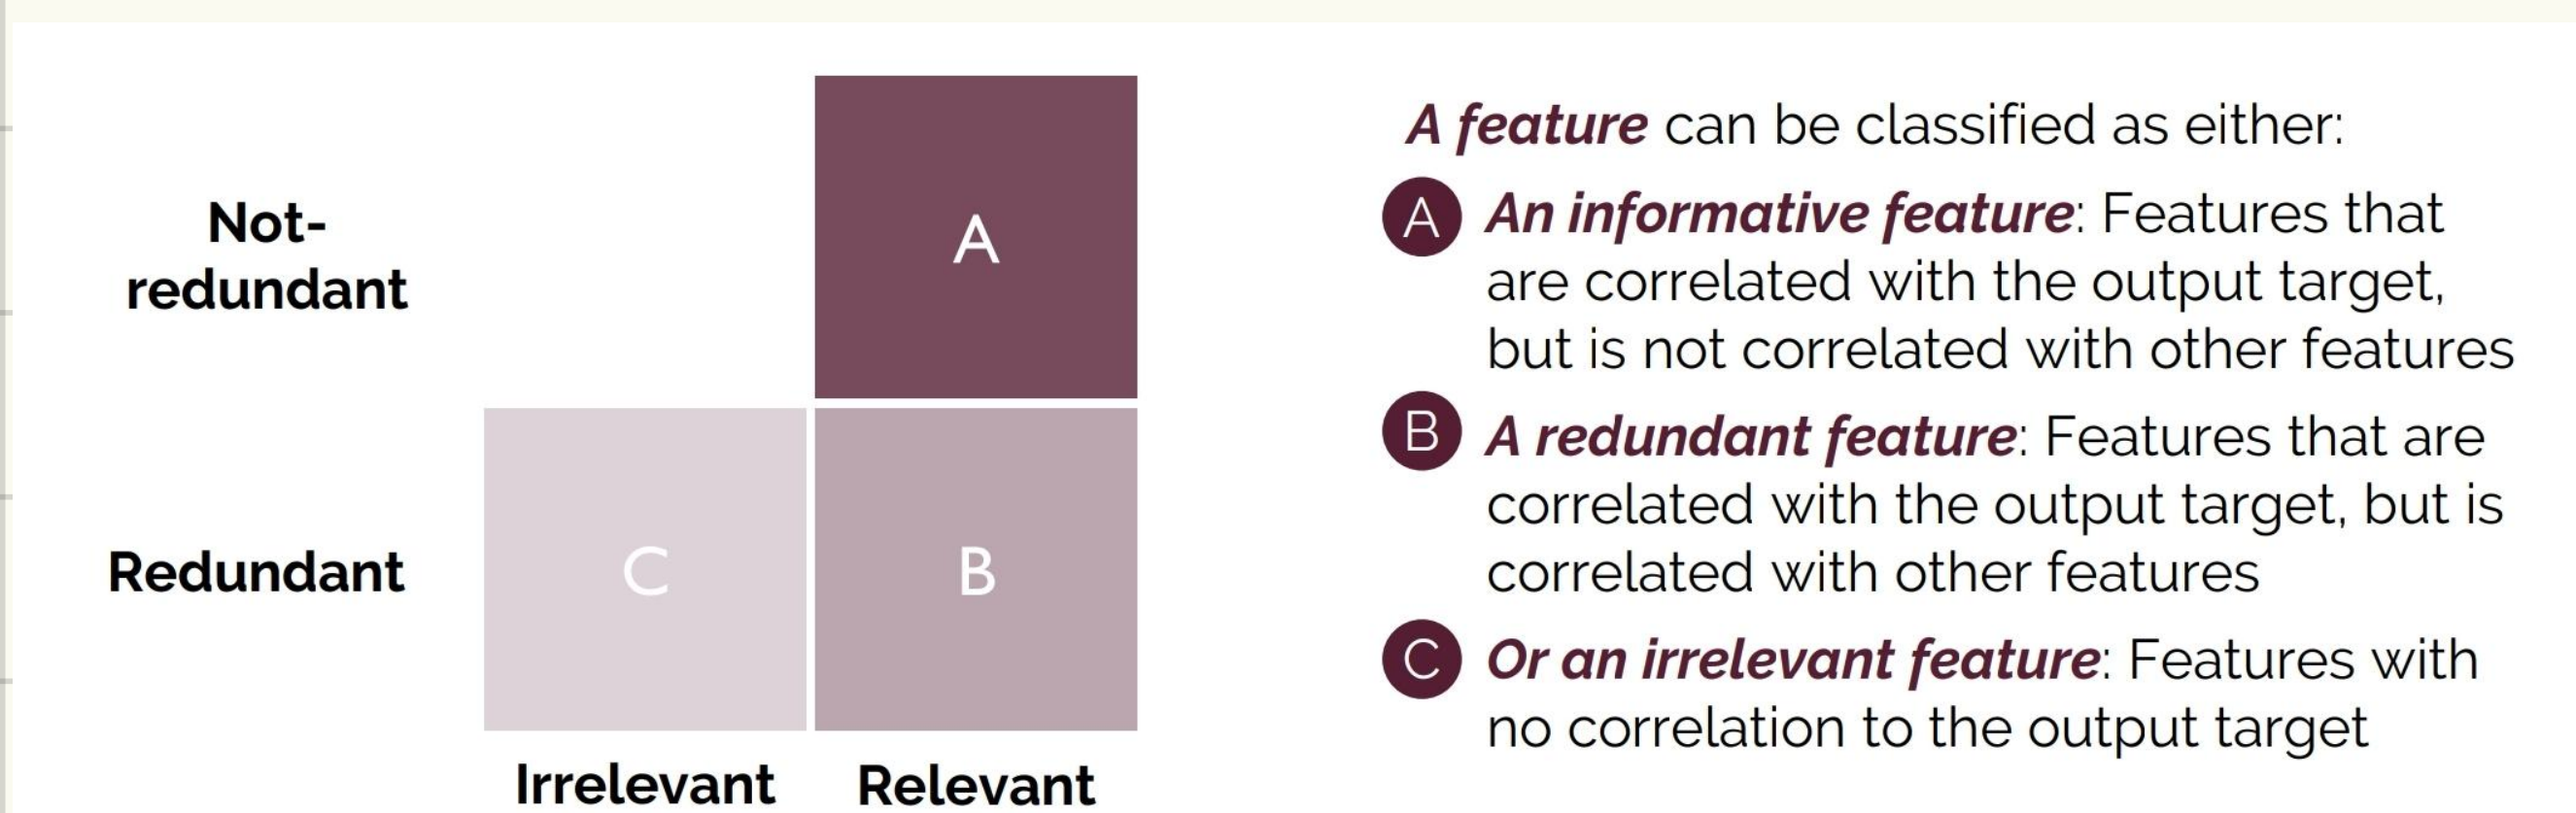 Not-
redundant
A
Redundant
C
B
Irrelevant
Relevant
A feature can be classified as either:
A An informative feature: Features that
are correlated with the output target,
but is not correlated with other features
B A redundant feature: Features that are
correlated with the output target, but is
correlated with other features
C Or an irrelevant feature: Features with
no correlation to the output target